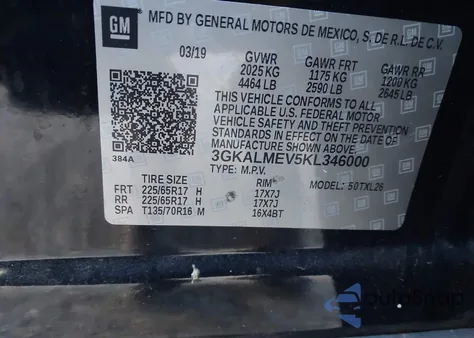 GM
MFD BY GENERAL MOTORS DE MEXICO, S. DE R.L. DE C.V.
03/19 GVWR GAWR FRT GAWR RR
2025 KG 1175 KG 1200 KG
4464 LB 2590 LB 2645 LB
THIS VEHICLE CONFORMS TO ALL
APPLICABLE U.S. FEDERAL MOTOR
VEHICLE SAFETY AND THEFT
PREVENTION STANDARDS IN EFFECT
ON THE DATE OF MANUFACTURE
SHOWN ABOVE.
3GKALMEV5KL346000
384A
TYPE: M.P.V.
TIRE SIZE RIM MODEL: 50TXL26
FRT 225/65R17 H 17X7J
RR 225/65R17 H 17X7J
SPA T135/70R16 M 16X4BT
AutoSnap